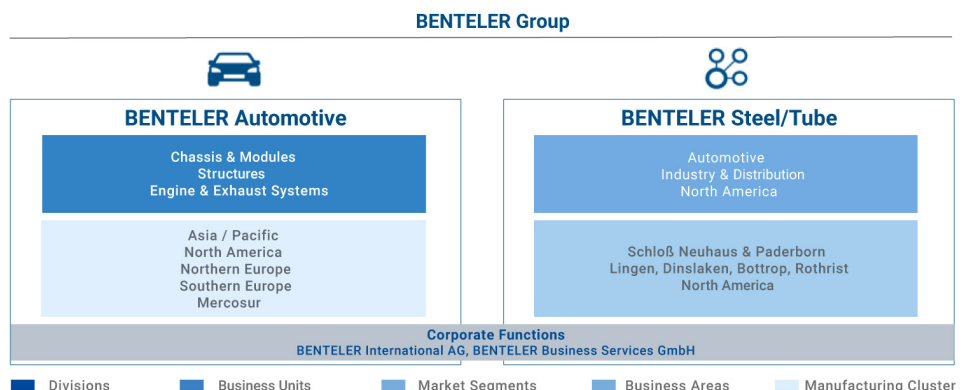 BENTELER Group
BENTELER Automotive
Chassis & Modules
Structures
Engine & Exhaust Systems
Asia / Pacific
North America
Northern Europe
Southern Europe
Mercosur
BENTELER Steel/Tube
Automotive
Industry & Distribution
North America
Schloß Neuhaus & Paderborn
Lingen, Dinslaken, Bottrop, Rothrist
North America
Corporate Functions
BENTELER International AG, BENTELER Business Services GmbH
Divisions
Business Units
Market Segments
Business Areas
Manufacturing Cluster